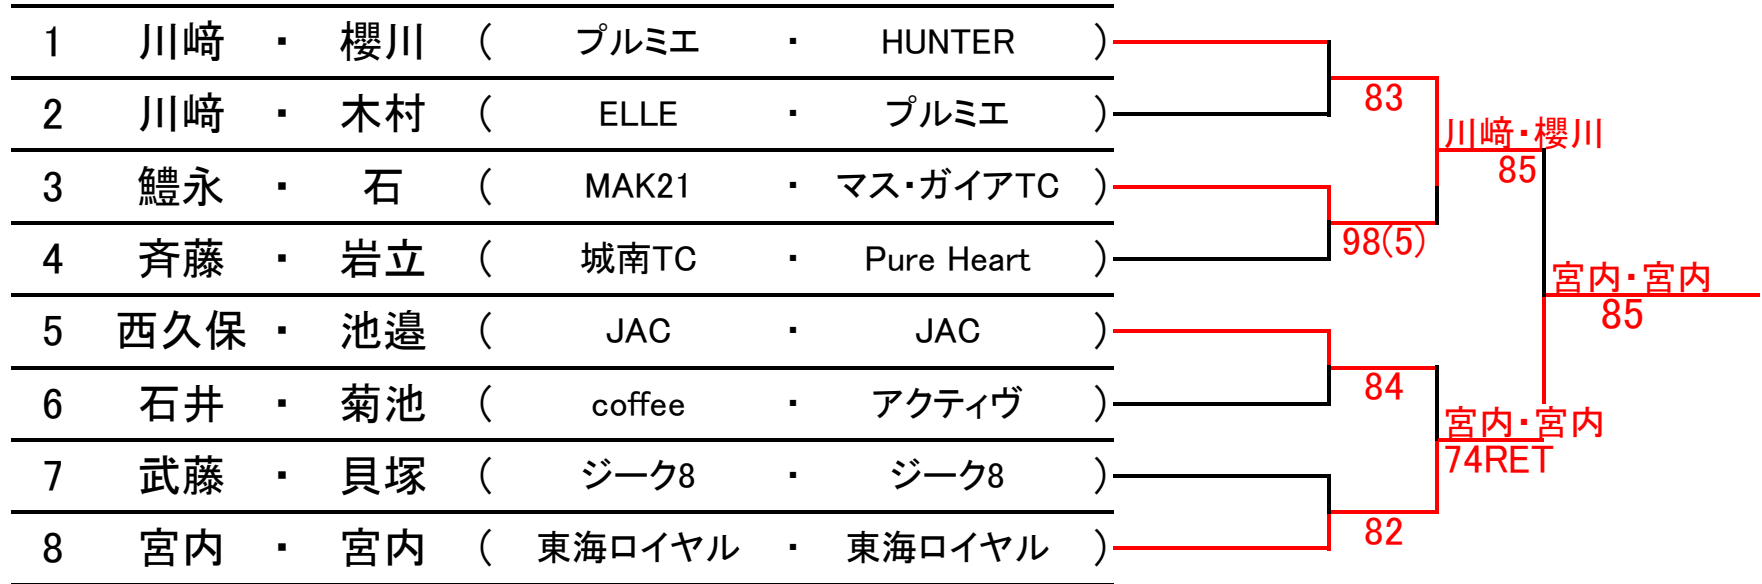 1 川﨑 ・ 櫻川 ( プルミエ ・ HUNTER )
83
2 川﨑 ・ 木村 ( ELLE ・ プルミエ )
川﨑・櫻川
85
3 鱧永 ・ 石 ( MAK21 ・ マス・ガイアTC )
98(5)
4 斉藤 ・ 岩立 ( 城南TC ・ Pure Heart )
宮内・宮内
85
5 西久保 ・ 池邉 ( JAC ・ JAC )
84
6 石井 ・ 菊池 ( coffee ・ アクティヴ )
宮内・宮内
74RET
7 武藤 ・ 貝塚 ( ジーク8 ・ ジーク8 )
82
8 宮内 ・ 宮内 ( 東海ロイヤル ・ 東海ロイヤル )